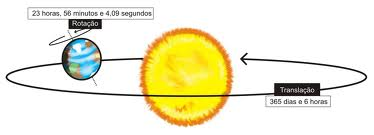 23 horas, 56 minutos e 4,09 segundos
Rotação
Translação
365 dias e 6 horas